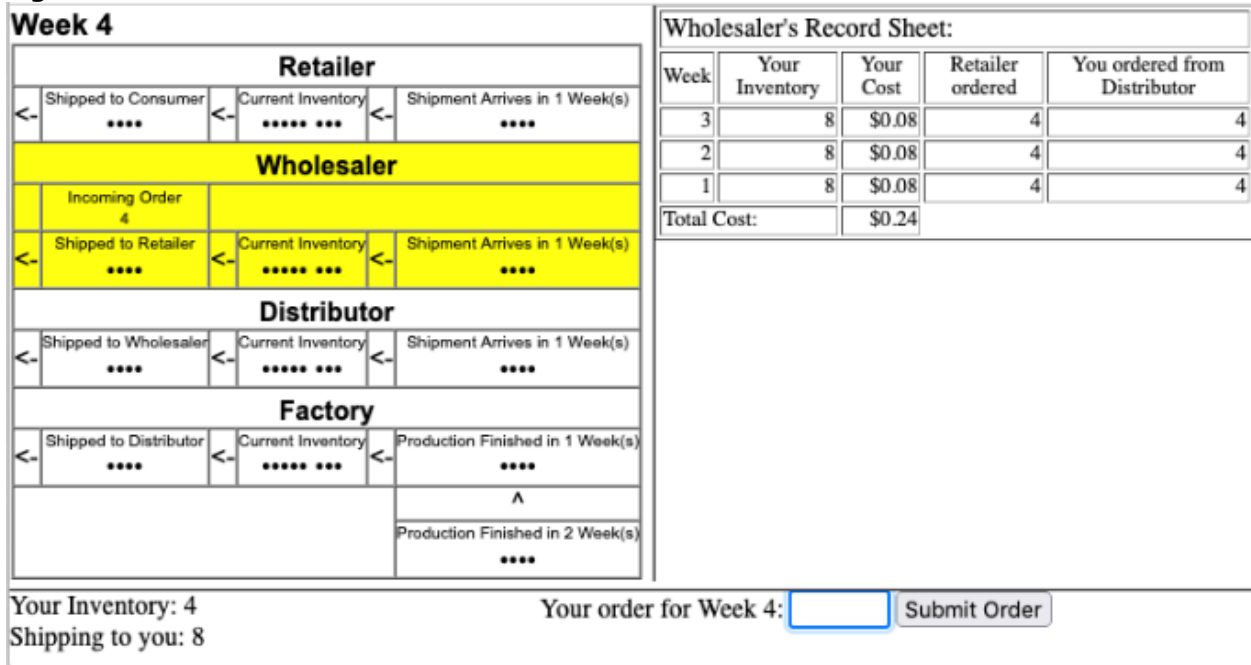 Week 4
Retailer
Shipped to Consumer Current Inventory Shipment Arrives in 1 Week(s)
<- •••• <- ••••• ••• <- ••••
Wholesaler
Incoming Order
4
Shipped to Retailer Current Inventory Shipment Arrives in 1 Week(s)
<- •••• <- ••••• ••• <- ••••
Distributor
Shipped to Wholesaler Current Inventory Shipment Arrives in 1 Week(s)
<- •••• <- ••••• ••• <- ••••
Factory
Shipped to Distributor Current Inventory Production Finished in 1 Week(s)
<- •••• <- ••••• ••• <- ••••
^
Production Finished in 2 Week(s)
••••
Wholesaler's Record Sheet:
Week Your Inventory Your Cost Retailer ordered You ordered from Distributor
3 8 $0.08 4 4
2 8 $0.08 4 4
1 8 $0.08 4 4
Total Cost: $0.24
Your Inventory: 4 Your order for Week 4: Submit Order
Shipping to you: 8